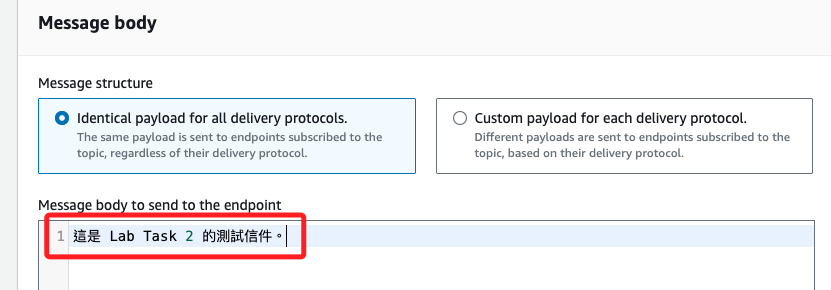 Message body
Message structure
Identical payload for all delivery protocols.
The same payload is sent to endpoints subscribed to the
topic, regardless of their delivery protocol.
Custom payload for each delivery protocol.
Different payloads are sent to endpoints subscribed to the
topic, based on their delivery protocol.
Message body to send to the endpoint
1 這是 Lab Task 2 的測試信件。